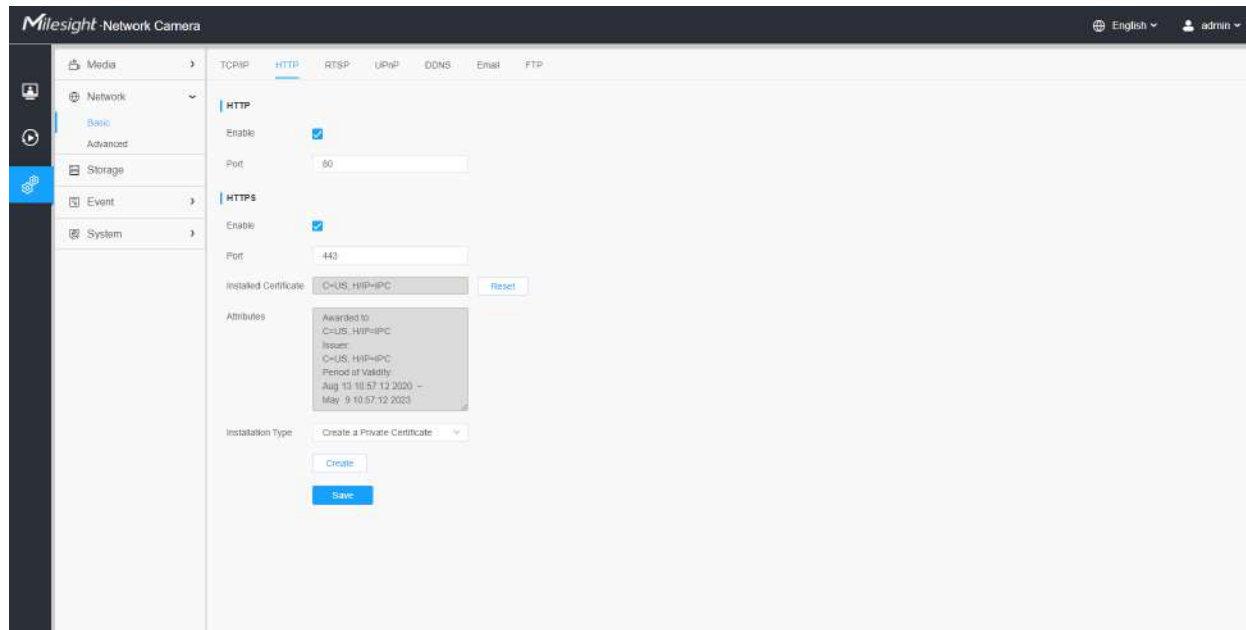 Milesight -Network Camera
English
admin
Media
Network
Basic
Advanced
Storage
Event
System
TCP/IP HTTP RTSP UPnP DDNS Email FTP
HTTP
Enable
Port 80
HTTPS
Enable
Port 443
Installed Certificate C=US, H/IP=IPC Reset
Attributes
Awarded to:
C=US, H/IP=IPC
Issuer:
C=US, H/IP=IPC
Period of Validity:
Aug 13 10:57:12 2020 ~
May 9 10:57:12 2023
Installation Type Create a Private Certificate
Create
Save